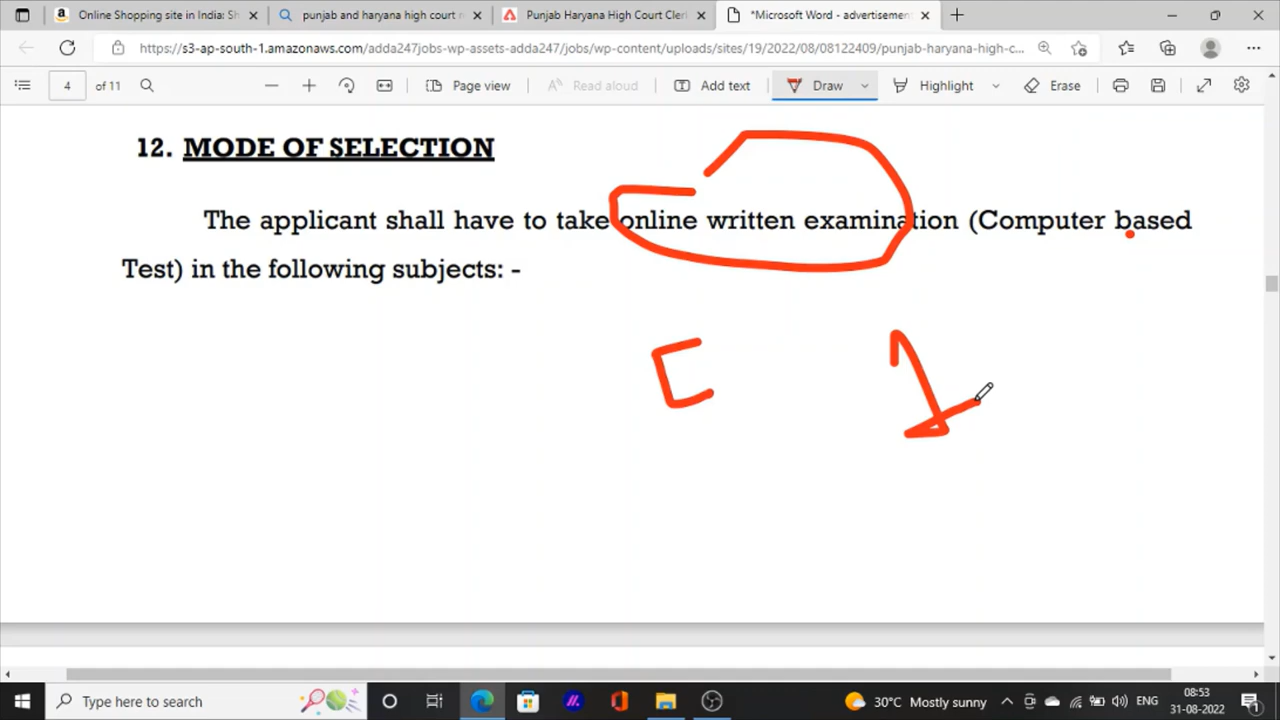 Online Shopping site in India: Sh
punjab and haryana high court r
Punjab Haryana High Court Cler
*Microsoft Word - advertisemen
https://s3-ap-south-1.amazonaws.com/adda247jobs-wp-assets-adda247/jobs/wp-content/uploads/sites/19/2022/08/08122409/punjab-haryana-high-c...
4 of 11 Page view Read aloud Add text Draw Highlight Erase
12. MODE OF SELECTION
The applicant shall have to take online written examination (Computer based
Test) in the following subjects: -
Type here to search
30°C Mostly sunny
ENG
08:53
31-08-2022
1